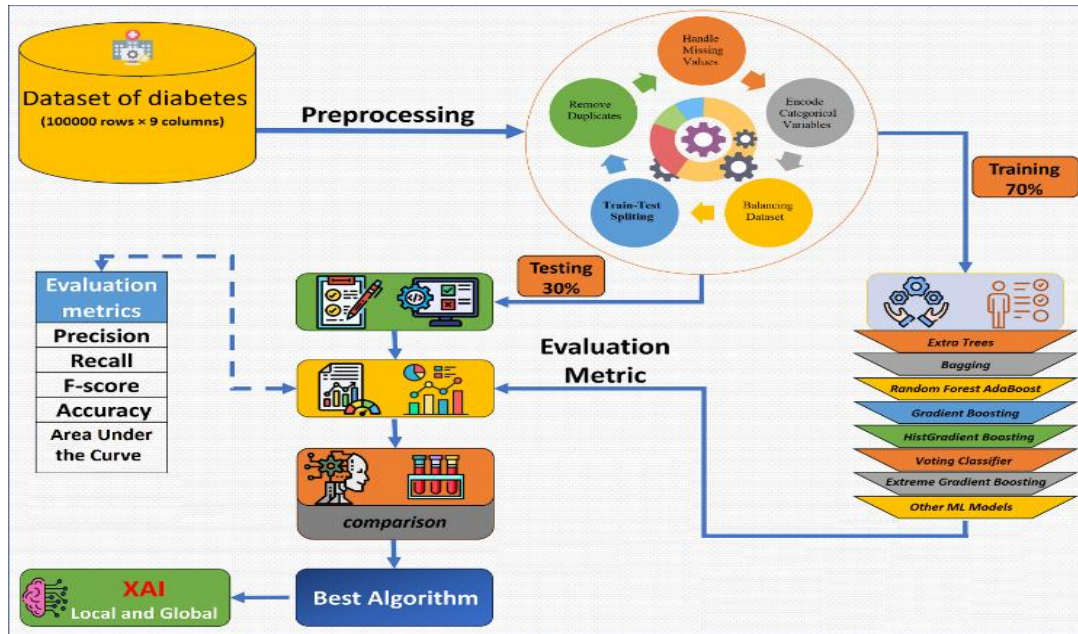 Dataset of diabetes
(100000 rows × 9 columns)
Preprocessing
Handle
Missing
Values
Remove
Duplicates
Encode
Categorical
Variables
Train-Test
Spliting
Balancing
Dataset
Training
70%
Testing
30%
Evaluation
metrics
Precision
Recall
F-score
Accuracy
Area Under
the Curve
Evaluation
Metric
Extra Trees
Bagging
Random Forest AdaBoost
Gradient Boosting
HistGradient Boosting
Voting Classifier
Extreme Gradient Boosting
Other ML Models
comparison
XAI
Local and Global
Best Algorithm